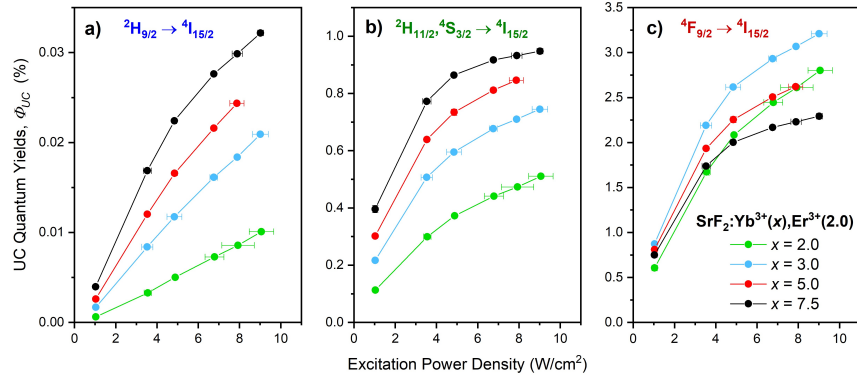 UC Quantum Yields, Φ_UC (%)
a) ²H₉/₂ → ⁴I₁₅/₂
0.03
0.02
0.01
0.00
0 2 4 6 8 10
b) ²H₁₁/₂,⁴S₃/₂ → ⁴I₁₅/₂
1.0
0.8
0.6
0.4
0.2
0.0
0 2 4 6 8 10
c) ⁴F₉/₂ → ⁴I₁₅/₂
3.5
3.0
2.5
2.0
1.5
1.0
0.5
0.0
0 2 4 6 8 10
SrF₂:Yb³⁺(x),Er³⁺(2.0)
x = 2.0
x = 3.0
x = 5.0
x = 7.5
Excitation Power Density (W/cm²)